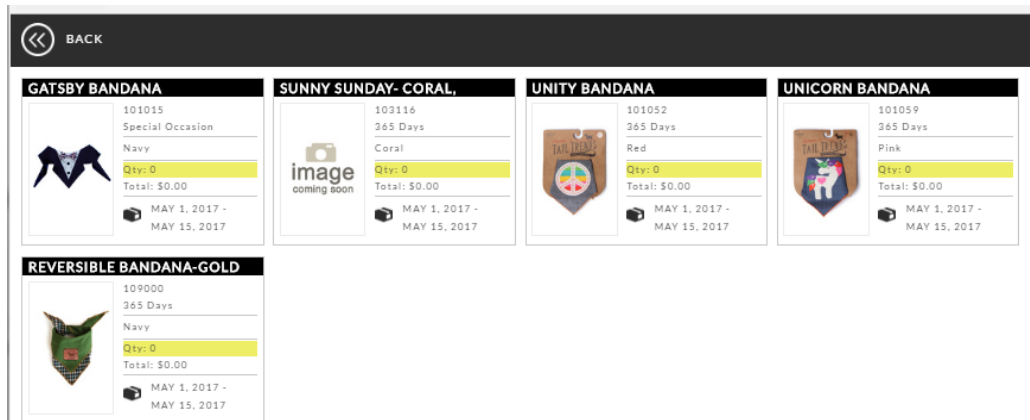 BACK
GATSBY BANDANA
101015
Special Occasion
Navy
Qty: 0
Total: $0.00
MAY 1, 2017 -
MAY 15, 2017
SUNNY SUNDAY- CORAL,
image
coming soon
103116
365 Days
Coral
Qty: 0
Total: $0.00
MAY 1, 2017 -
MAY 15, 2017
UNITY BANDANA
TAIL TRENDS
101052
365 Days
Red
Qty: 0
Total: $0.00
MAY 1, 2017 -
MAY 15, 2017
UNICORN BANDANA
TAIL TRENDS
101059
365 Days
Pink
Qty: 0
Total: $0.00
MAY 1, 2017 -
MAY 15, 2017
REVERSIBLE BANDANA-GOLD
109000
365 Days
Navy
Qty: 0
Total: $0.00
MAY 1, 2017 -
MAY 15, 2017